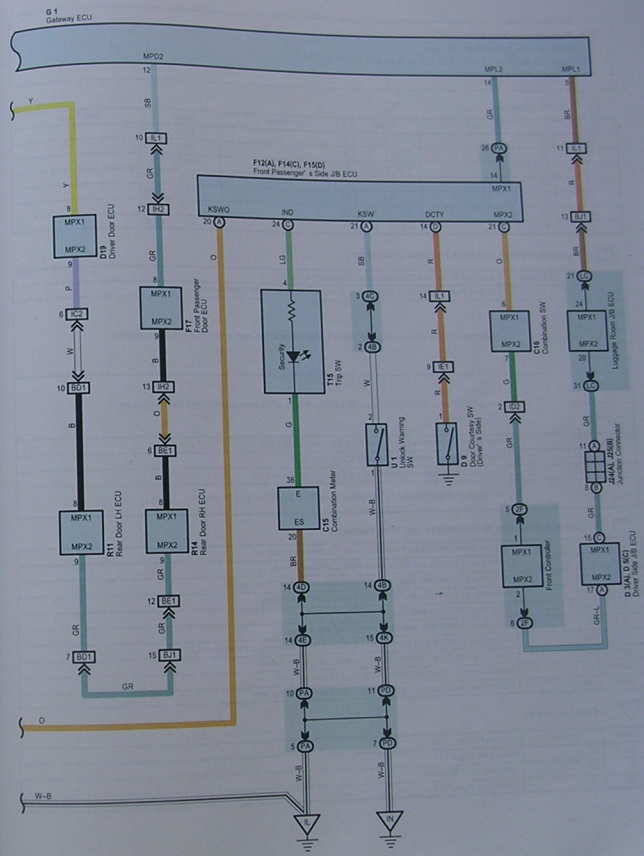 G 1
Gateway ECU
MPD2
12
MPL2
14
MPL1
5
Y
SB
GR
BR
10 IL1
26 PA
11 IL1
F12(A), F14(C), F15(D)
Front Passenger's Side J/B ECU
14
MPX1
GR
R
Y
12 IH2
KSWO
IND
KSW
DCTY
MPX2
20 A
24 C
21 A
14 D
21 C
13 BJ1
8
MPX1
MPX2
9
D19
Driver Door ECU
GR
O
LG
SB
R
O
BR
P
8
MPX1
MPX2
9
F17
Front Passenger
Door ECU
4
Security
1
T15
Trip SW
3 4C
2 4B
14 IL1
21 LC
6 IC2
6
MPX1
MPX2
7
C16
Combination SW
24
MPX1
MPX2
20
Luggage Room J/B ECU
W
B
R
10 BD1
13 IH2
W
9 IE1
G
31 LC
O
R
2 ID2
B
G
2
1
U 1
Unlock Warning
SW
D 9
Door Courtesy SW
(Driver's Side)
GR
GR
6 BE1
11 A
8 B
J24(A), J25(B)
Junction Connector
B
8
MPX1
MPX2
9
R11
Rear Door LH ECU
8
MPX1
MPX2
9
R14
Rear Door RH ECU
38
E
ES
20
C15
Combination Meter
W–B
5 2F
GR
1
MPX1
MPX2
2
Front Controller
15 C
MPX1
MPX2
17 A
D 3(A), D 5(C)
Driver Side J/B ECU
GR
GR
BR
14 4D
14 4B
12 BE1
GR–L
6 2F
GR
14 4E
15 4K
7 BD1
15 BJ1
W–B
W–B
GR
10 PA
11 PD
O
5 PA
7 PD
W–B
W–B
W–B
IL
IN